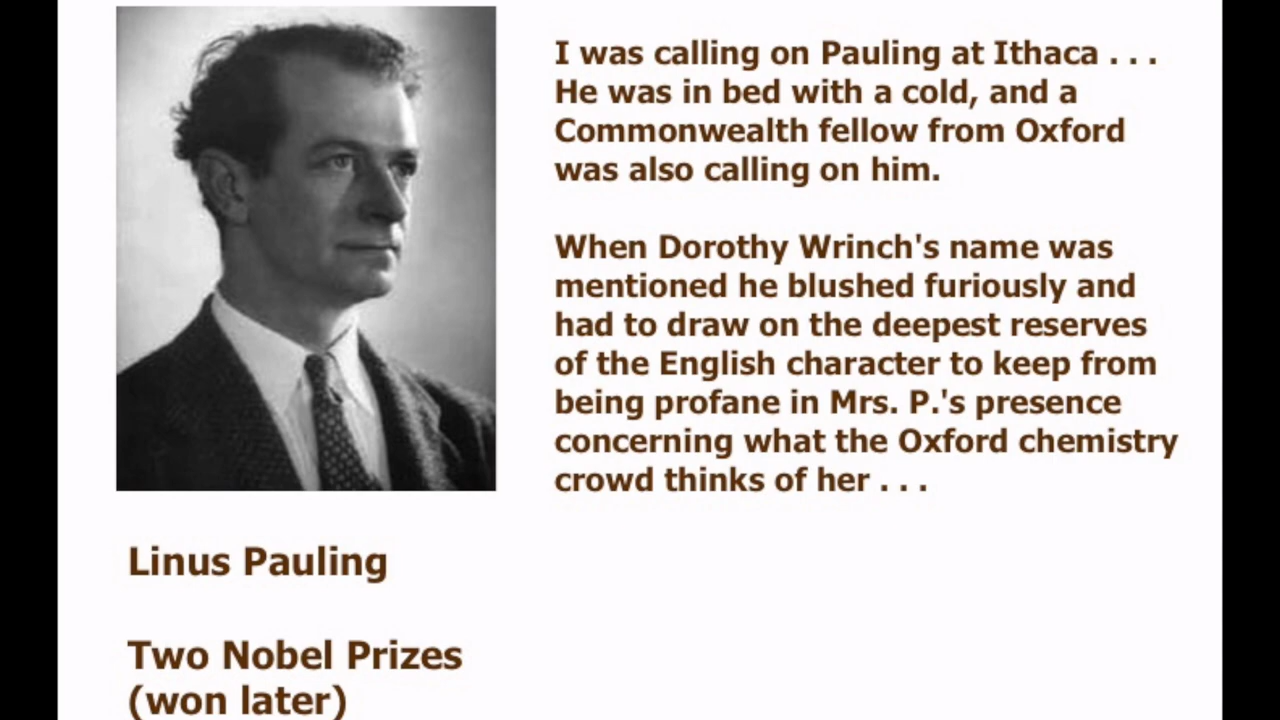 I was calling on Pauling at Ithaca . . .
He was in bed with a cold, and a
Commonwealth fellow from Oxford
was also calling on him.
When Dorothy Wrinch's name was
mentioned he blushed furiously and
had to draw on the deepest reserves
of the English character to keep from
being profane in Mrs. P.'s presence
concerning what the Oxford chemistry
crowd thinks of her . . .
Linus Pauling
Two Nobel Prizes
(won later)